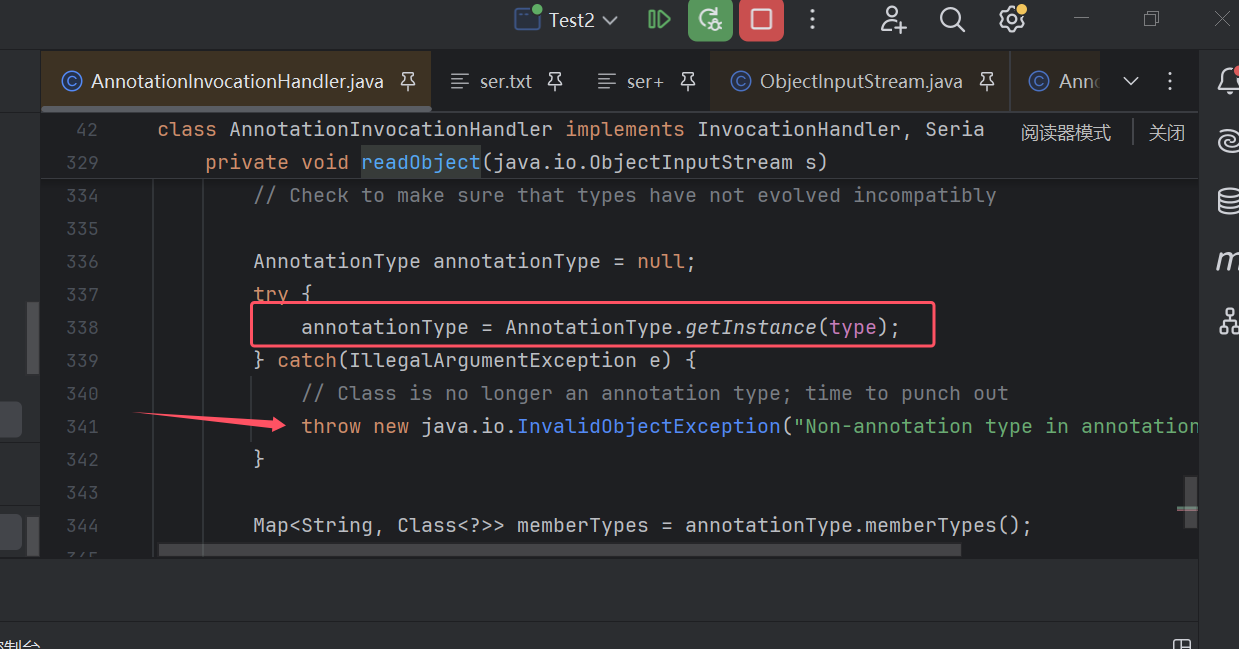 Test2
AnnotationInvocationHandler.java ser.txt ser+ ObjectInputStream.java Anno
42 class AnnotationInvocationHandler implements InvocationHandler, Seria 阅读器模式 关闭
329 private void readObject(java.io.ObjectInputStream s)
334 // Check to make sure that types have not evolved incompatibly
335
336 AnnotationType annotationType = null;
337 try {
338 annotationType = AnnotationType.getInstance(type);
339 } catch(IllegalArgumentException e) {
340 // Class is no longer an annotation type; time to punch out
341 throw new java.io.InvalidObjectException("Non-annotation type in annotation
342 }
343
344 Map<String, Class<?>> memberTypes = annotationType.memberTypes();